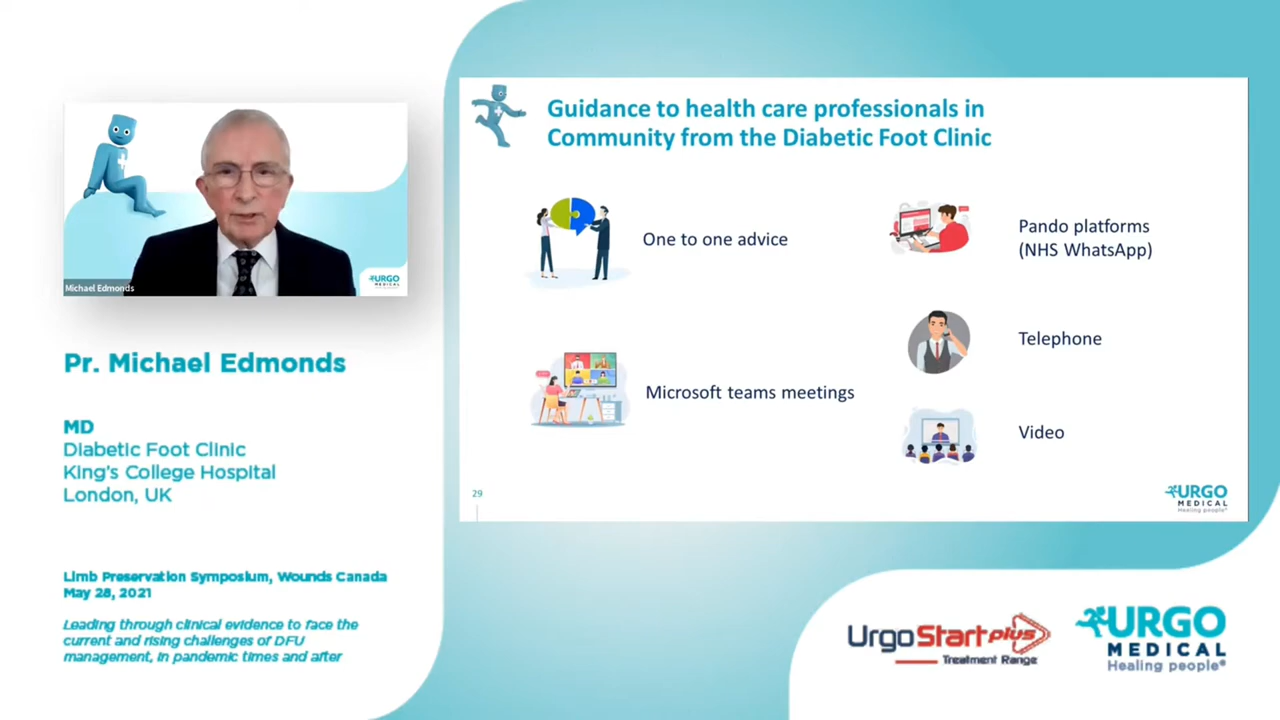 Michael Edmonds
URGO
MEDICAL
Pr. Michael Edmonds
MD
Diabetic Foot Clinic
King's College Hospital
London, UK
Limb Preservation Symposium, Wounds Canada
May 28, 2021
Leading through clinical evidence to face the
current and rising challenges of DFU
management, in pandemic times and after
Guidance to health care professionals in
Community from the Diabetic Foot Clinic
One to one advice
Microsoft teams meetings
Pando platforms
(NHS WhatsApp)
Telephone
Video
29
URGO
MEDICAL
Healing people®
UrgoStart plus
Treatment Range
URGO
MEDICAL
Healing people®